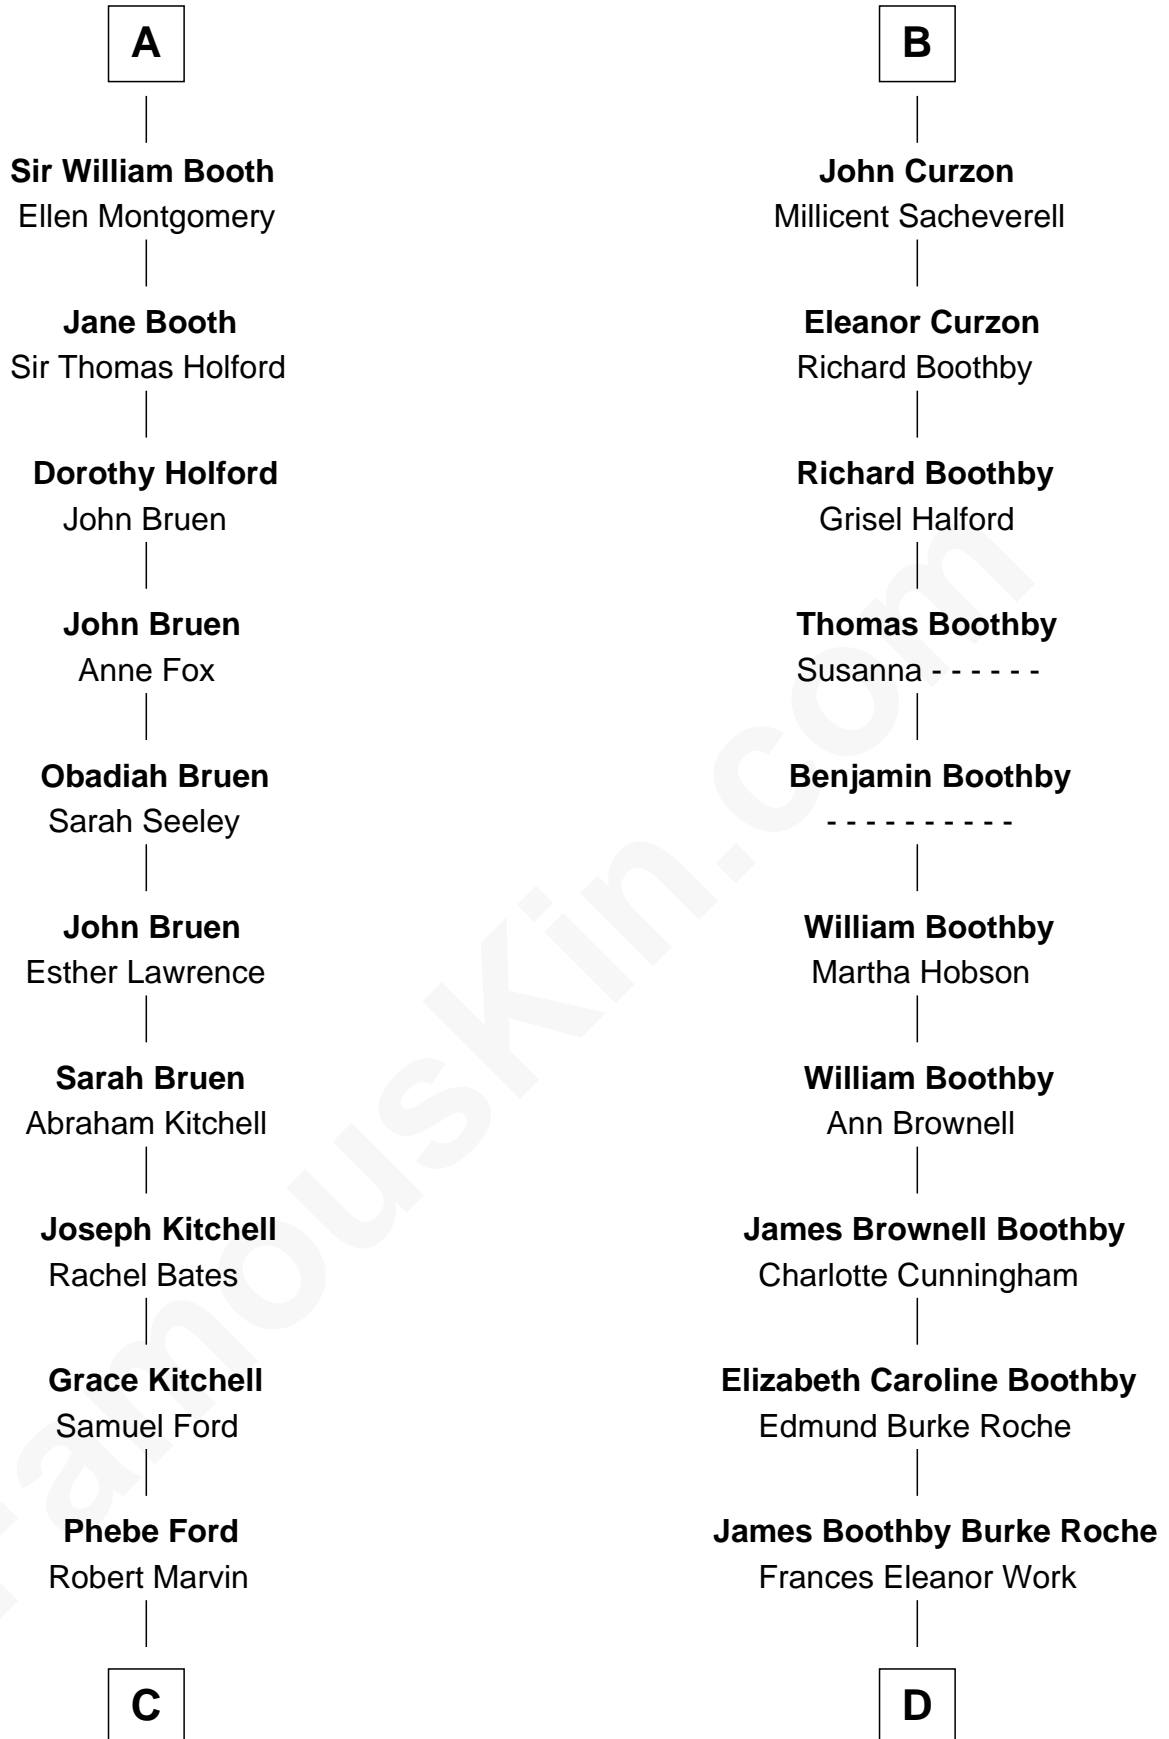 A
Sir William Booth
Ellen Montgomery
Jane Booth
Sir Thomas Holford
Dorothy Holford
John Bruen
John Bruen
Anne Fox
Obadiah Bruen
Sarah Seeley
John Bruen
Esther Lawrence
Sarah Bruen
Abraham Kitchell
Joseph Kitchell
Rachel Bates
Grace Kitchell
Samuel Ford
Phebe Ford
Robert Marvin
C
B
John Curzon
Millicent Sacheverell
Eleanor Curzon
Richard Boothby
Richard Boothby
Grisel Halford
Thomas Boothby
Susanna - - - - - -
Benjamin Boothby
- - - - - - - - - -
William Boothby
Martha Hobson
William Boothby
Ann Brownell
James Brownell Boothby
Charlotte Cunningham
Elizabeth Caroline Boothby
Edmund Burke Roche
James Boothby Burke Roche
Frances Eleanor Work
D
FamousKin.com